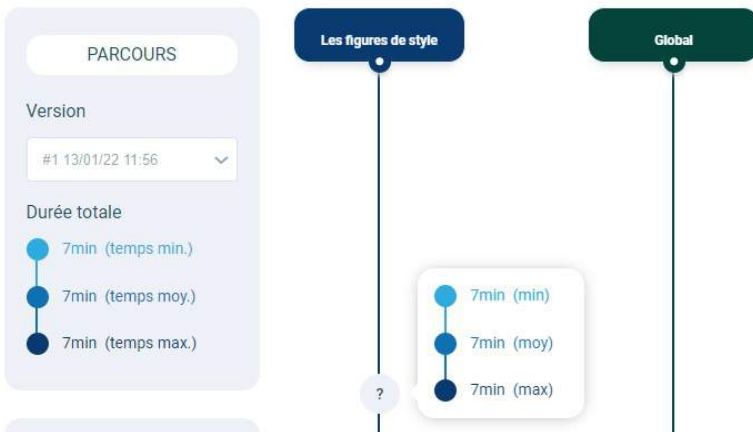 PARCOURS
Version
#1 13/01/22 11:56
Durée totale
7min (temps min.)
7min (temps moy.)
7min (temps max.)
Les figures de style
Global
7min (min)
7min (moy)
7min (max)
?